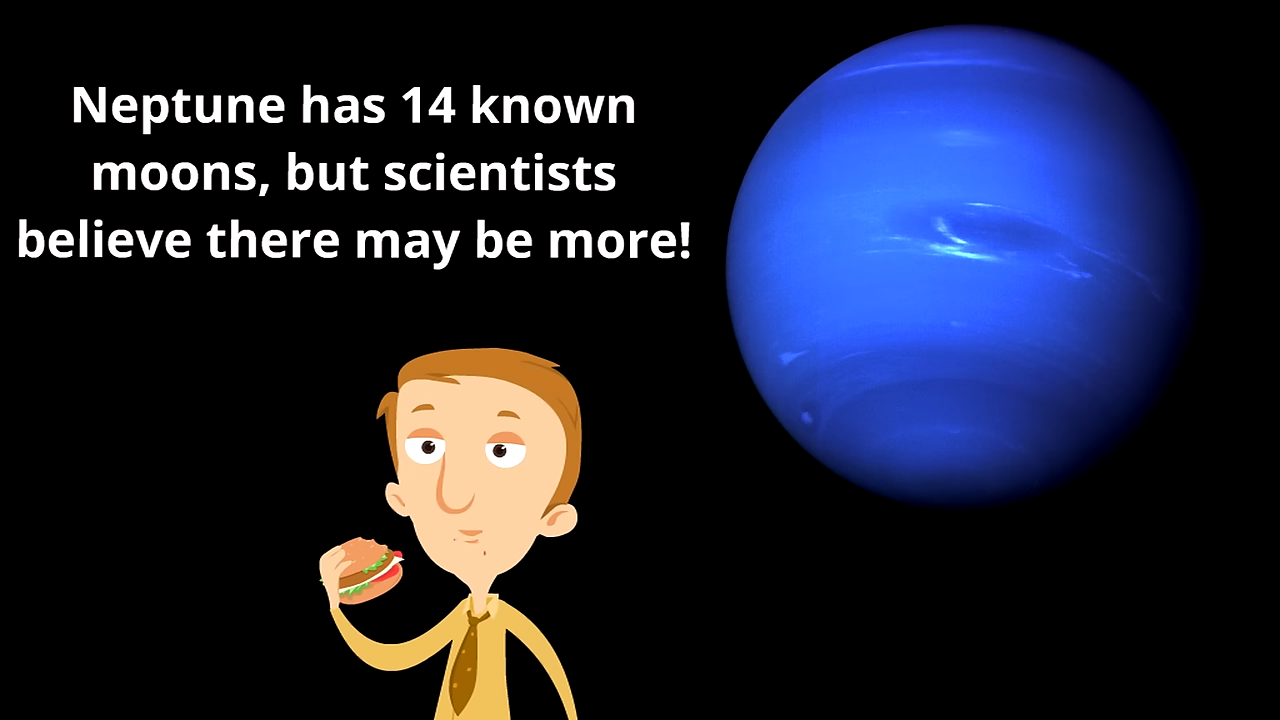 Neptune has 14 known
moons, but scientists
believe there may be more!